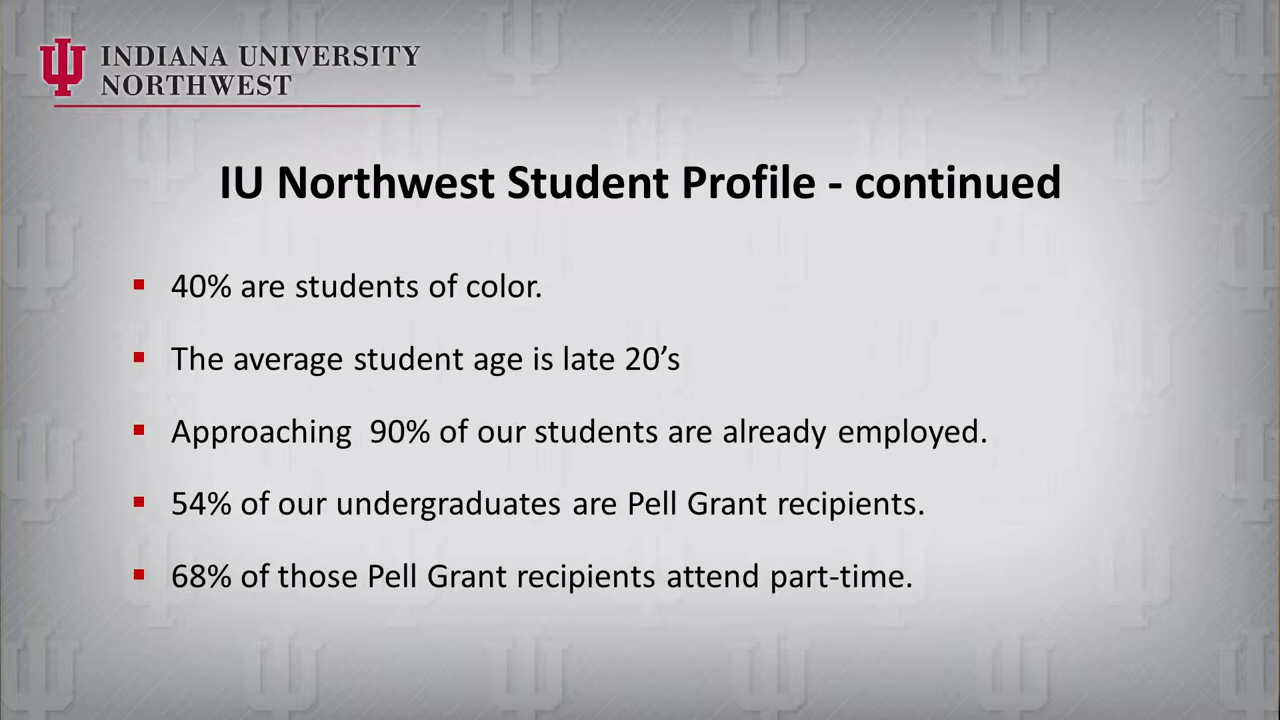 INDIANA UNIVERSITY
NORTHWEST
IU Northwest Student Profile - continued
40% are students of color.
The average student age is late 20’s
Approaching  90% of our students are already employed.
54% of our undergraduates are Pell Grant recipients.
68% of those Pell Grant recipients attend part-time.